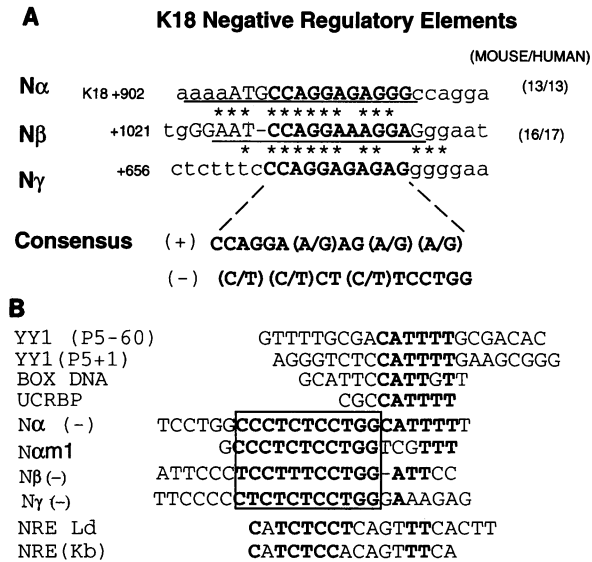 A K18 Negative Regulatory Elements
(MOUSE/HUMAN)
Nα K18 +902 aaaaATGCCAGGAGAGGGccagga (13/13)
*** ****** ***
Nβ +1021 tgGGAAT-CCAGGAAAGGAGggaat (16/17)
* ****** ** ***
Nγ +656 ctctttcCCAGGAGAGAGggggaa
Consensus (+) CCAGGA (A/G)AG (A/G) (A/G)
(-) (C/T) (C/T)CT (C/T)TCCTGG
B
YY1 (P5-60) GTTTTGCGACATTTTGCGACAC
YY1(P5+1) AGGGTCTCCATTTTGAAGCGGG
BOX DNA GCATTCCATTGTT
UCRBP CGCCATTTT
Nα (-) TCCTGGCCCTCTCCTGGCATTTTT
Nαm1 GCCCTCTCCTGGTCGTTT
Nβ (-) ATTCCCTCCTTTCCTGG-ATTCC
Nγ (-) TTCCCCCTCTCTCCTGGGAAAGAG
NRE Ld CATCTCCTCAGTTTCACTT
NRE(Kb) CATCTCCACAGTTTCA